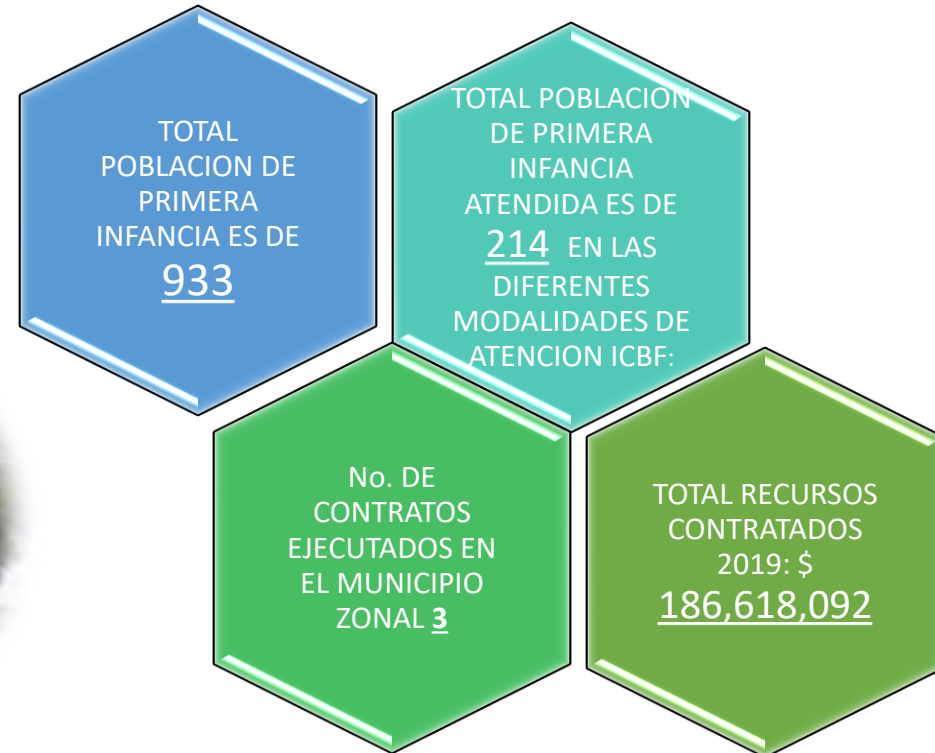 TOTAL
POBLACION DE
PRIMERA
INFANCIA ES DE
933
TOTAL POBLACION
DE PRIMERA
INFANCIA
ATENDIDA ES DE
214 EN LAS
DIFERENTES
MODALIDADES DE
ATENCION ICBF:
No. DE
CONTRATOS
EJECUTADOS EN
EL MUNICIPIO
ZONAL 3
TOTAL RECURSOS
CONTRATADOS
2019: $
186,618,092